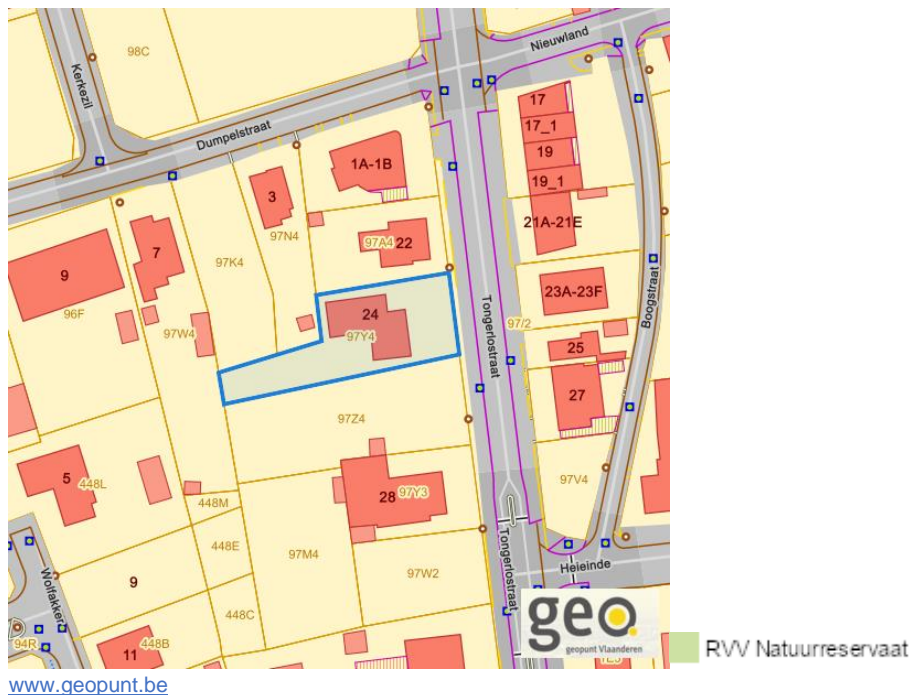 98C
Nieuwland
Kerkezil
Dumpelstraat
17
17_1
1A-1B
19
19_1
3
21A-21E
97N4
97A4 22
7
97K4
9
23A-23F
Boogstraat
96F
24
Tongerlostraat
97/2
97W4
97Y4
25
27
97Z4
5
448L
97V4
28 97Y3
448M
448E
97M4
Tongerlostraat
Heieinde
97W2
9
Wolfakker
448C
94R
11
448B
geo
geopunt Vlaanderen
RVV Natuurreservaat
www.geopunt.be